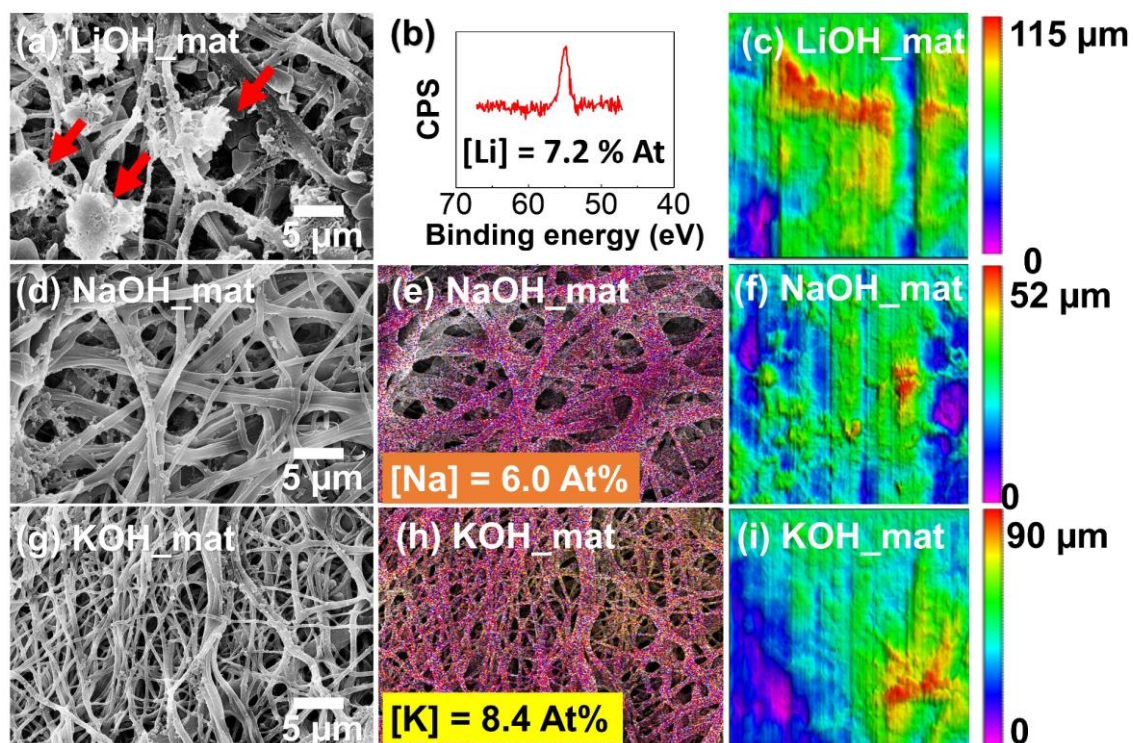 (a) LiOH_mat
5 µm
(b)
CPS
[Li] = 7.2 % At
70 60 50 40
Binding energy (eV)
(c) LiOH_mat
115 µm
0
(d) NaOH_mat
5 µm
(e) NaOH_mat
[Na] = 6.0 At%
(f) NaOH_mat
52 µm
0
(g) KOH_mat
5 µm
(h) KOH_mat
[K] = 8.4 At%
(i) KOH_mat
90 µm
0